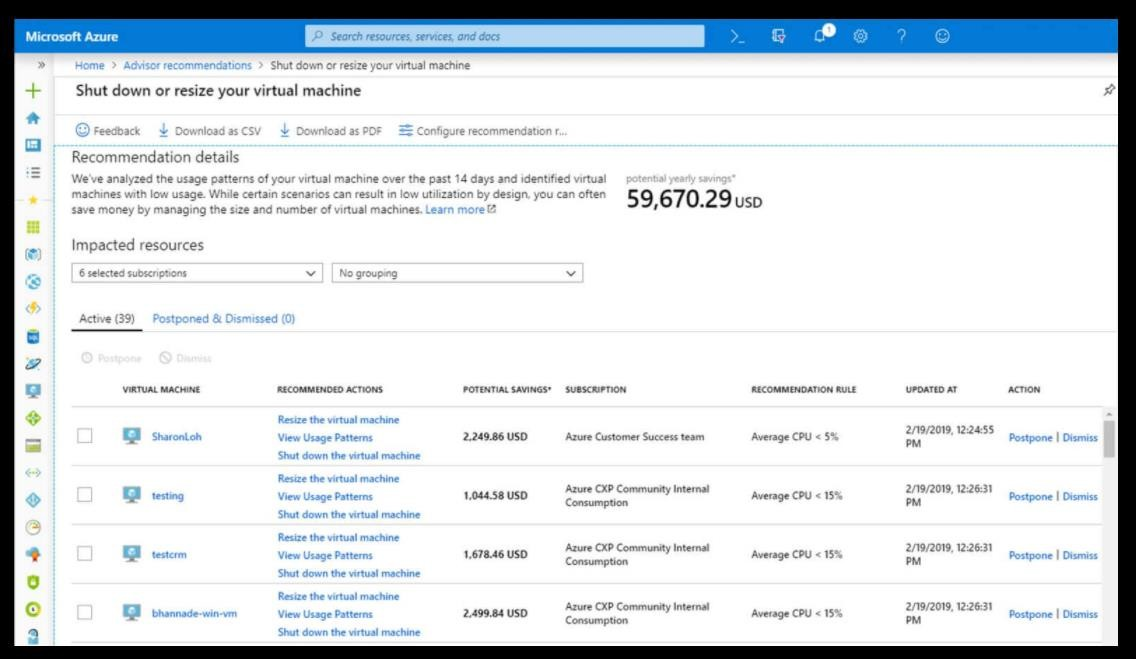 Microsoft Azure
Search resources, services, and docs
1
Home > Advisor recommendations > Shut down or resize your virtual machine
Shut down or resize your virtual machine
Feedback
Download as CSV
Download as PDF
Configure recommendation r...
Recommendation details
We've analyzed the usage patterns of your virtual machine over the past 14 days and identified virtual
machines with low usage. While certain scenarios can result in low utilization by design, you can often
save money by managing the size and number of virtual machines. Learn more
potential yearly savings*
59,670.29 USD
Impacted resources
6 selected subscriptions
No grouping
Active (39)
Postponed & Dismissed (0)
Postpone
Dismiss
VIRTUAL MACHINE RECOMMENDED ACTIONS POTENTIAL SAVINGS* SUBSCRIPTION RECOMMENDATION RULE UPDATED AT ACTION
SharonLoh
Resize the virtual machine
View Usage Patterns
Shut down the virtual machine
2,249.86 USD
Azure Customer Success team
Average CPU < 5%
2/19/2019, 12:24:55
PM
Postpone | Dismiss
testing
Resize the virtual machine
View Usage Patterns
Shut down the virtual machine
1,044.58 USD
Azure CXP Community Internal
Consumption
Average CPU < 15%
2/19/2019, 12:26:31
PM
Postpone | Dismiss
testcrm
Resize the virtual machine
View Usage Patterns
Shut down the virtual machine
1,678.46 USD
Azure CXP Community Internal
Consumption
Average CPU < 15%
2/19/2019, 12:26:31
PM
Postpone | Dismiss
bhannade-win-vm
Resize the virtual machine
View Usage Patterns
Shut down the virtual machine
2,499.84 USD
Azure CXP Community Internal
Consumption
Average CPU < 15%
2/19/2019, 12:26:31
PM
Postpone | Dismiss